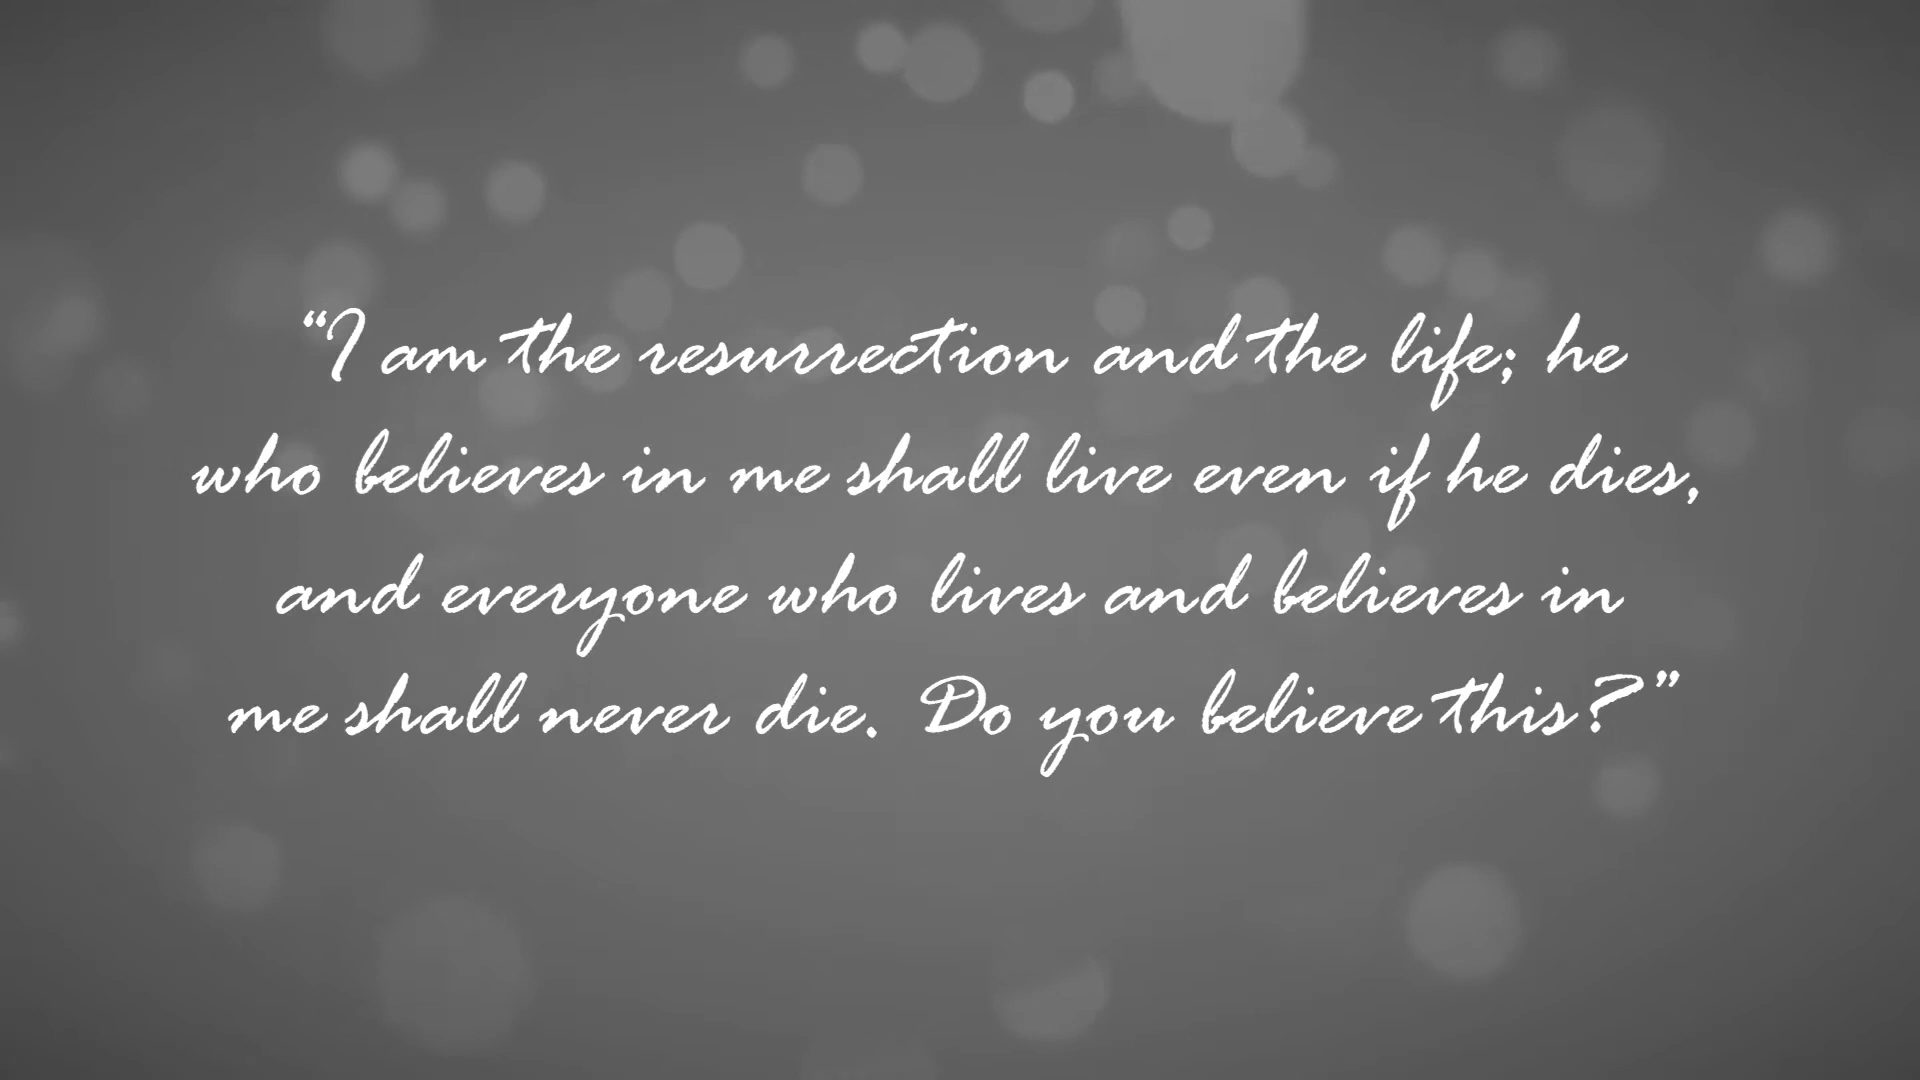 “I am the resurrection and the life; he
who believes in me shall live even if he dies,
and everyone who lives and believes in
me shall never die. Do you believe this?”